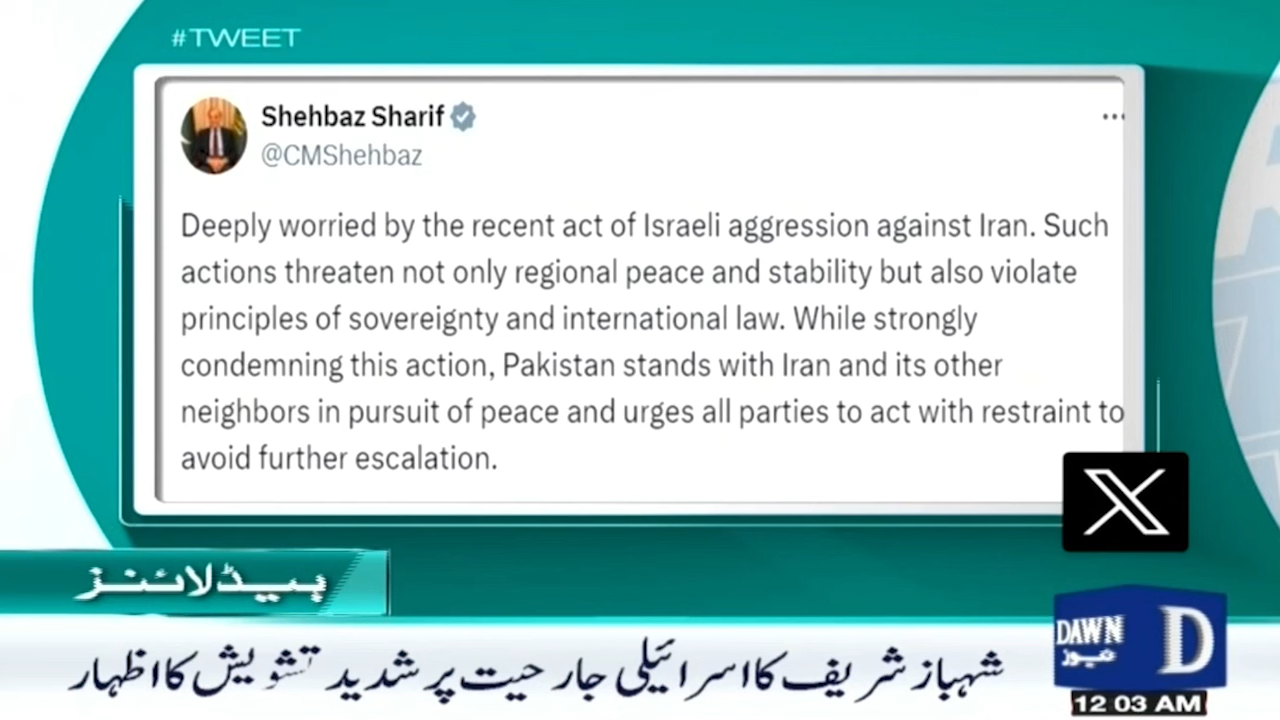 #TWEET
Shehbaz Sharif
@CMShehbaz
Deeply worried by the recent act of Israeli aggression against Iran. Such
actions threaten not only regional peace and stability but also violate
principles of sovereignty and international law. While strongly
condemning this action, Pakistan stands with Iran and its other
neighbors in pursuit of peace and urges all parties to act with restraint to
avoid further escalation.
ہیڈلائنز
شہباز شریف کا اسرائیلی جارحیت پر شدید تشویش کا اظہار
DAWN
نیوز
D
12 03 AM